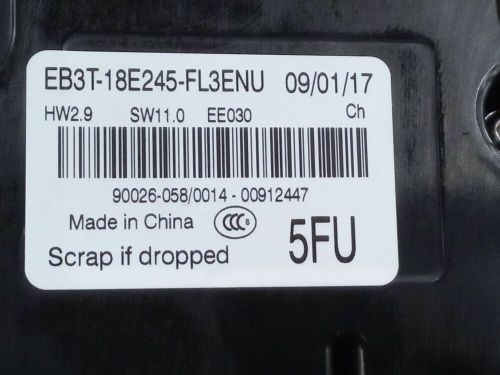 EB3T-18E245-FL3ENU 09/01/17
HW2.9 SW11.0 EE030 Ch
90026-058/0014-00912447
Made in China CCCs
Scrap if dropped 5FU